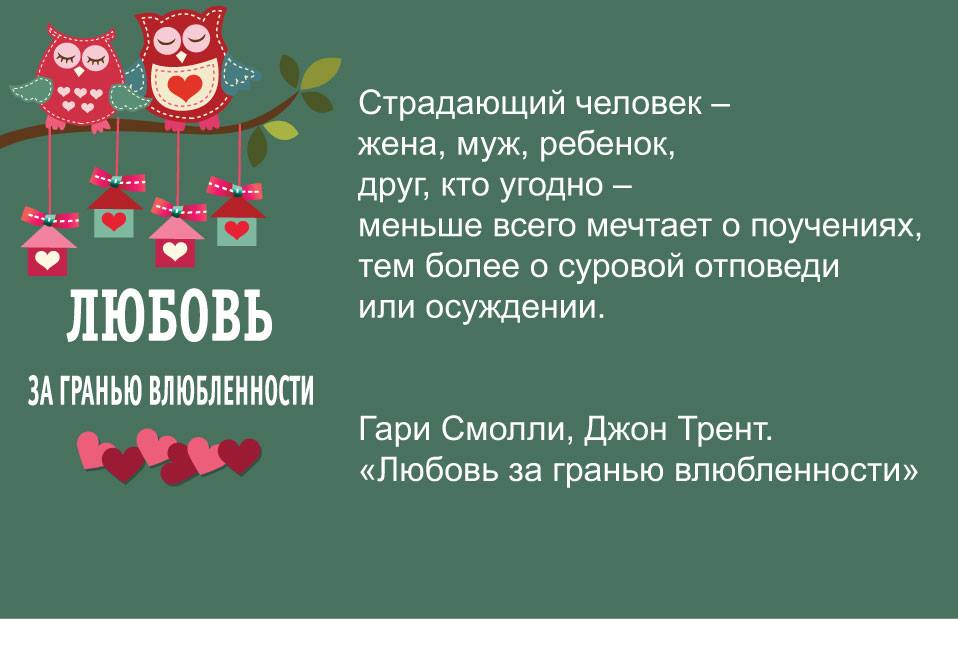 ЛЮБОВЬ
ЗА ГРАНЬЮ ВЛЮБЛЕННОСТИ
Страдающий человек –
жена, муж, ребенок,
друг, кто угодно –
меньше всего мечтает о поучениях,
тем более о суровой отповеди
или осуждении.
Гари Смолли, Джон Трент.
«Любовь за гранью влюбленности»